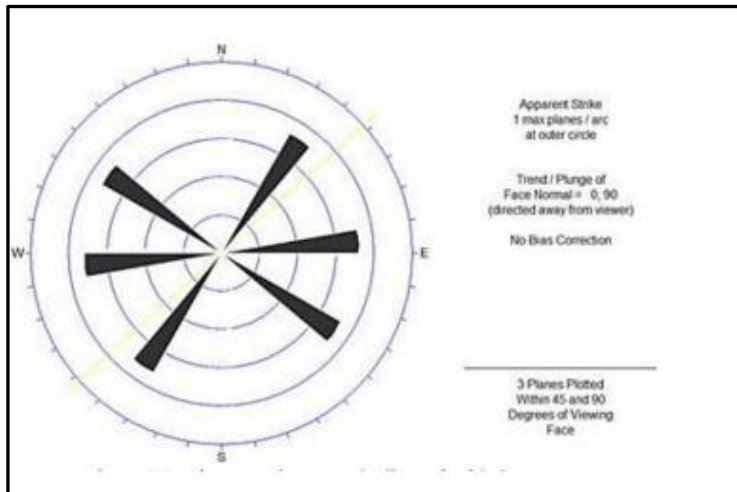 N
W
E
S
Apparent Strike
1 max planes / arc
at outer circle
Trend / Plunge of
Face Normal = 0, 90
(directed away from viewer)
No Bias Correction
3 Planes Plotted
Within 45 and 90
Degrees of Viewing
Face